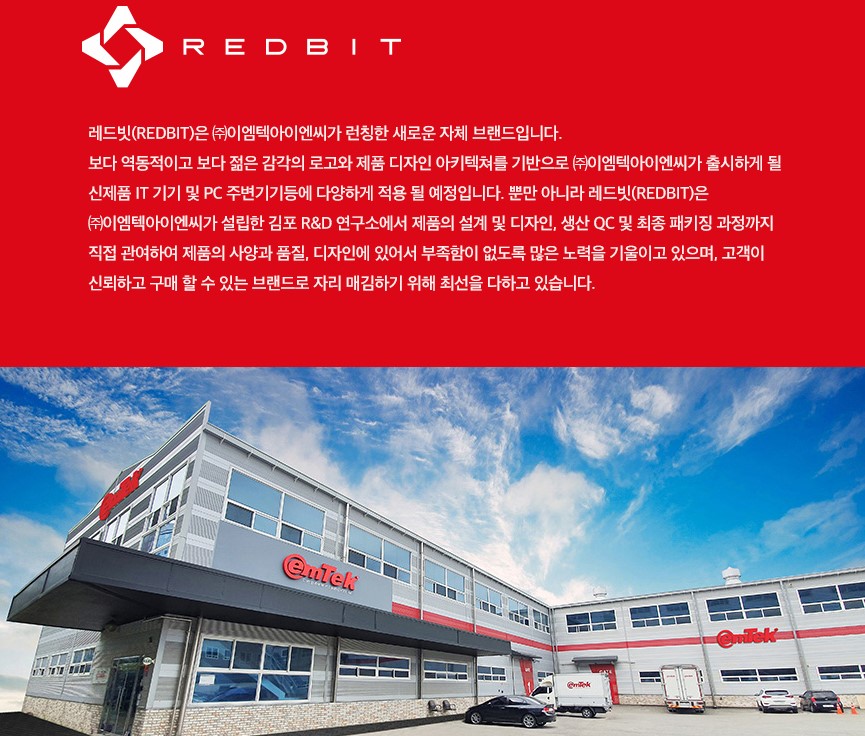 REDBIT
레드빗(REDBIT)은 ㈜이엠텍아이엔씨가 런칭한 새로운 자체 브랜드입니다.
보다 역동적이고 보다 젊은 감각의 로고와 제품 디자인 아키텍쳐를 기반으로 ㈜이엠텍아이엔씨가 출시하게 될
신제품 IT 기기 및 PC 주변기기등에 다양하게 적용 될 예정입니다. 뿐만 아니라 레드빗(REDBIT)은
㈜이엠텍아이엔씨가 설립한 김포 R&D 연구소에서 제품의 설계 및 디자인, 생산 QC 및 최종 패키징 과정까지
직접 관여하여 제품의 사양과 품질, 디자인에 있어서 부족함이 없도록 많은 노력을 기울이고 있으며, 고객이
신뢰하고 구매 할 수 있는 브랜드로 자리 매김하기 위해 최선을 다하고 있습니다.
emTek
emTek
emTek
emTek